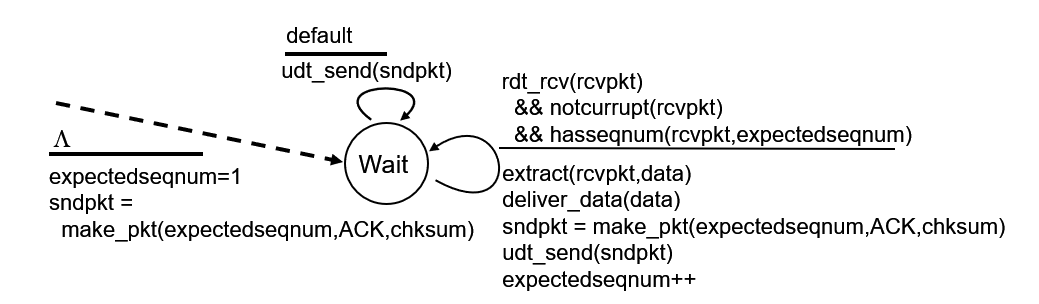 default
udt_send(sndpkt)
rdt_rcv(rcvpkt)
&& notcurrupt(rcvpkt)
&& hasseqnum(rcvpkt,expectedseqnum)
Λ
Wait
expectedseqnum=1
sndpkt =
make_pkt(expectedseqnum,ACK,chksum)
extract(rcvpkt,data)
deliver_data(data)
sndpkt = make_pkt(expectedseqnum,ACK,chksum)
udt_send(sndpkt)
expectedseqnum++